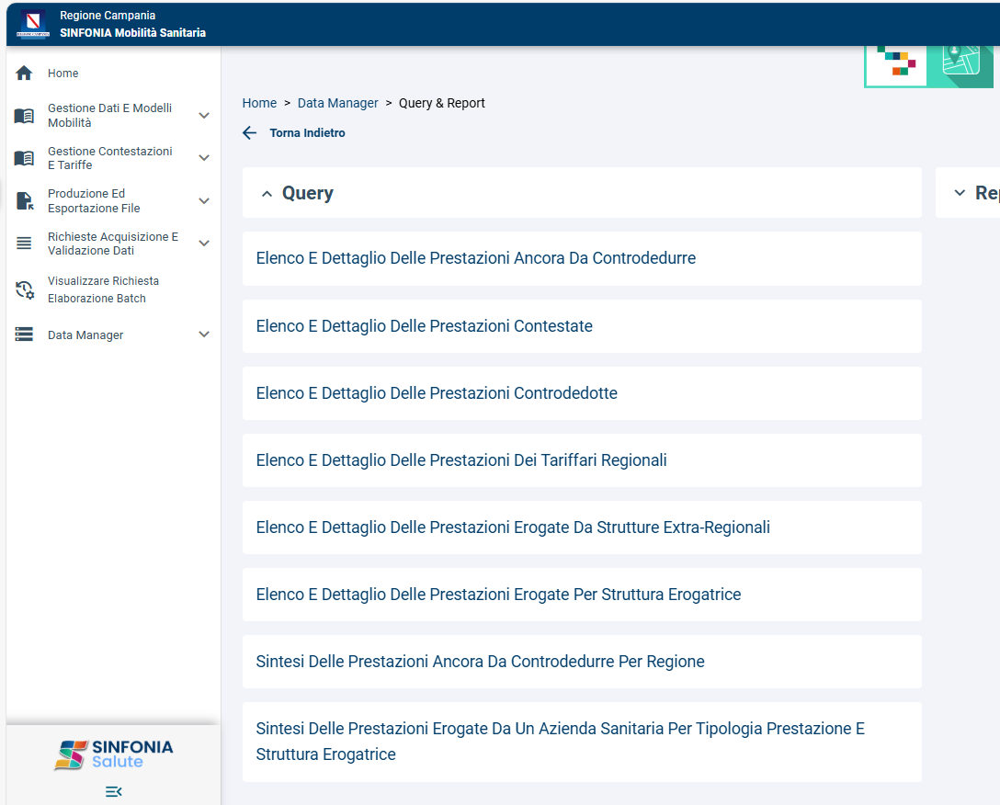 Regione Campania
SINFONIA Mobilità Sanitaria
Home
Gestione Dati E Modelli
Mobilità
Gestione Contestazioni
E Tariffe
Produzione Ed
Esportazione File
Richieste Acquisizione E
Validazione Dati
Visualizzare Richiesta
Elaborazione Batch
Data Manager
SINFONIA
Salute
Home > Data Manager > Query & Report
Torna Indietro
Query
Elenco E Dettaglio Delle Prestazioni Ancora Da Controdedurre
Elenco E Dettaglio Delle Prestazioni Contestate
Elenco E Dettaglio Delle Prestazioni Controdedotte
Elenco E Dettaglio Delle Prestazioni Dei Tariffari Regionali
Elenco E Dettaglio Delle Prestazioni Erogate Da Strutture Extra-Regionali
Elenco E Dettaglio Delle Prestazioni Erogate Per Struttura Erogatrice
Sintesi Delle Prestazioni Ancora Da Controdedurre Per Regione
Sintesi Delle Prestazioni Erogate Da Un Azienda Sanitaria Per Tipologia Prestazione E
Struttura Erogatrice